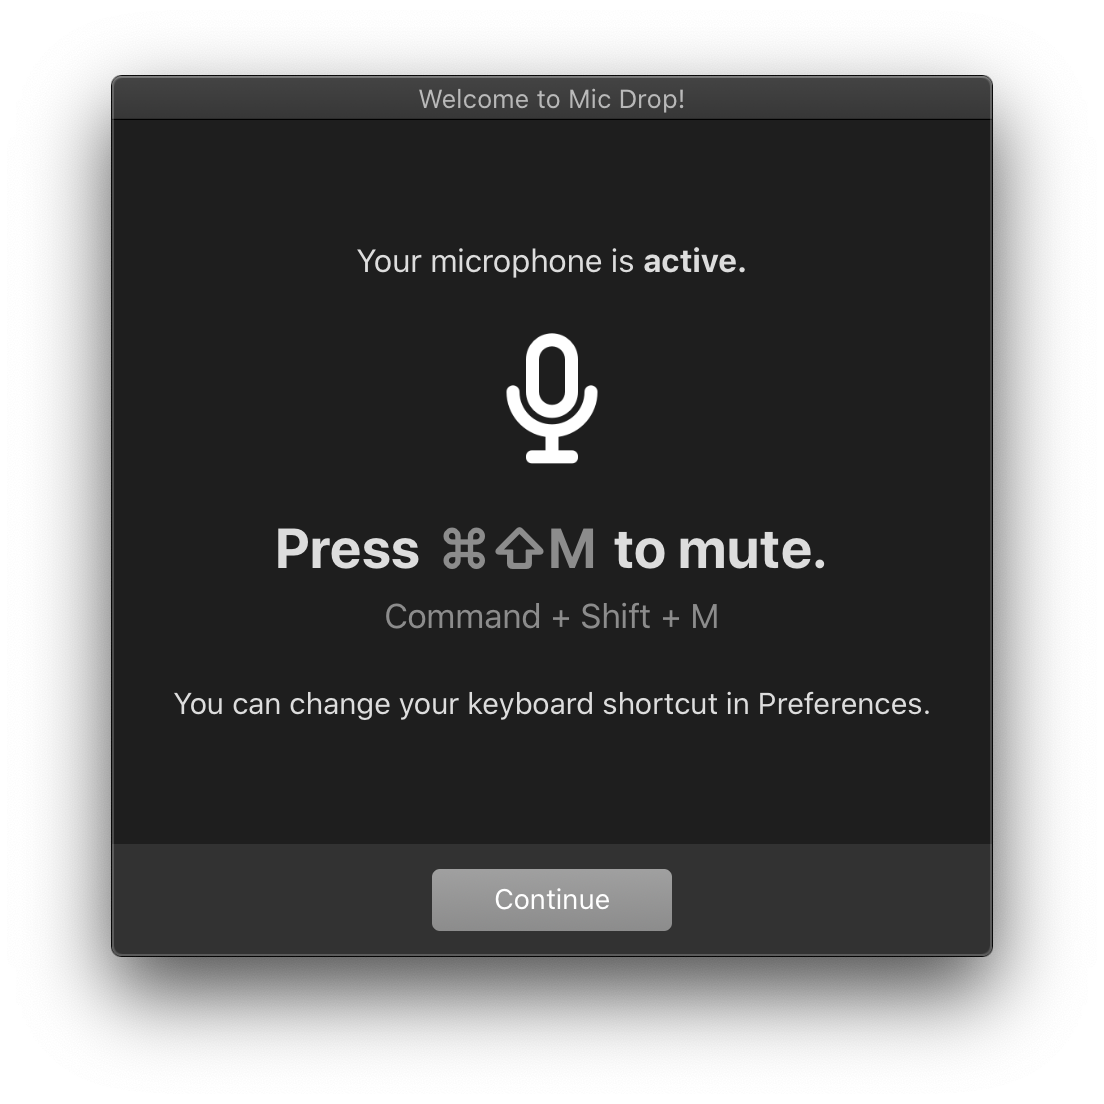 Welcome to Mic Drop!
Your microphone is active.
Press ⌘⇧M to mute.
Command + Shift + M
You can change your keyboard shortcut in Preferences.
Continue